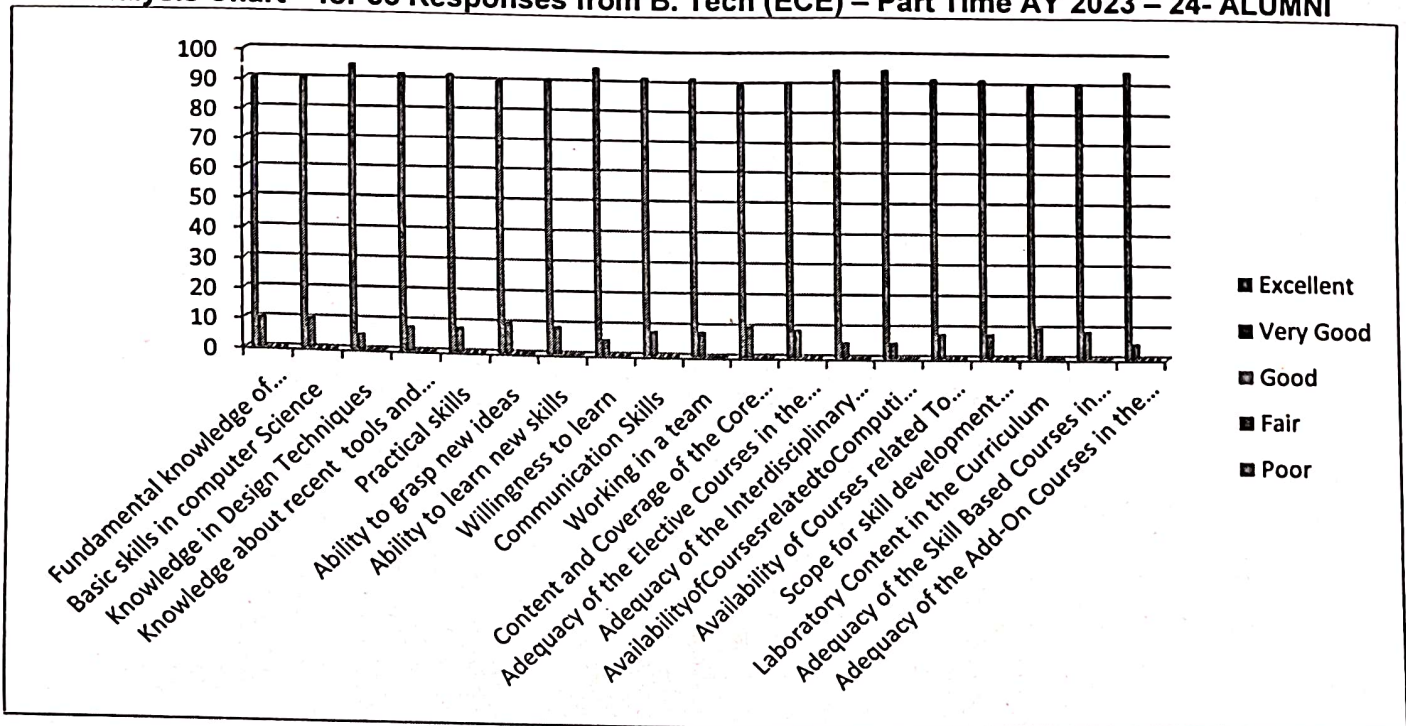 Chart – for 38 Responses from B. Tech (ECE) – Part Time AY 2023 – 24- ALUMNI
100
90
80
70
60
50
40
30
20
10
0
Fundamental knowledge of...
Basic skills in computer Science
Knowledge in Design Techniques
Knowledge about recent tools and...
Practical skills
Ability to grasp new ideas
Ability to learn new skills
Willingness to learn
Communication Skills
Working in a team
Content and Coverage of the Core...
Adequacy of the Elective Courses in the...
Adequacy of the Interdisciplinary...
AvailabilityofCoursesrelatedtoComputi...
Availability of Courses related To...
Scope for skill development...
Laboratory Content in the Curriculum
Adequacy of the Skill Based Courses in...
Adequacy of the Add-On Courses in the...
Excellent
Very Good
Good
Fair
Poor